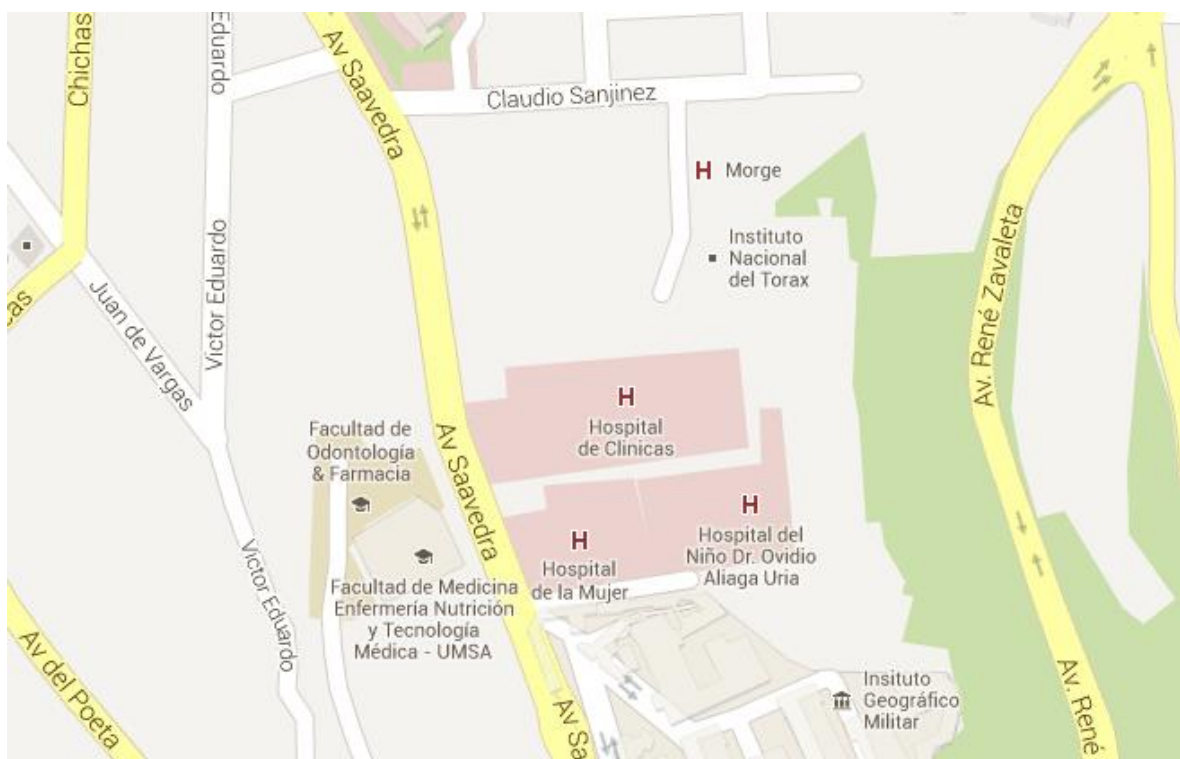 Chichas
Eduardo
Av Saavedra
Claudio Sanjinez
H Morge
Instituto
Nacional
del Torax
Av. René Zavaleta
cas
Juan de Vargas
Victor Eduardo
H
Hospital
de Clinicas
Facultad de
Odontología
& Farmacia
Av Saavedra
H
Hospital
de la Mujer
H
Hospital del
Niño Dr. Ovidio
Aliaga Uria
Victor Eduardo
Facultad de Medicina
Enfermería Nutrición
y Tecnología
Médica - UMSA
Av del Poeta
Insituto
Geográfico
Militar
Av Sa
Av. René